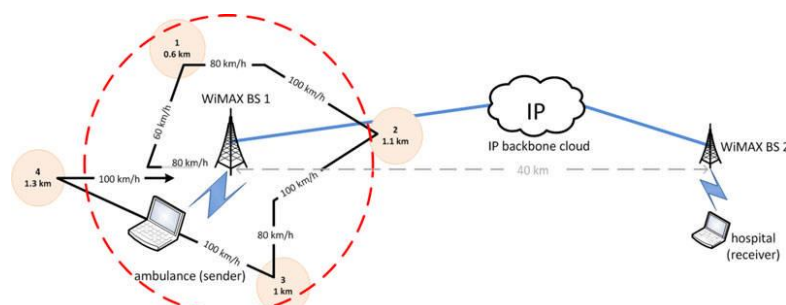 1
0.6 km
80 km/h
100 km/h
WiMAX BS 1
60 km/h
IP
2
1.1 km
IP backbone cloud
WiMAX BS 2
4
1.3 km
80 km/h
100 km/h
40 km
100 km/h
80 km/h
hospital
(receiver)
100 km/h
ambulance (sender)
3
1 km